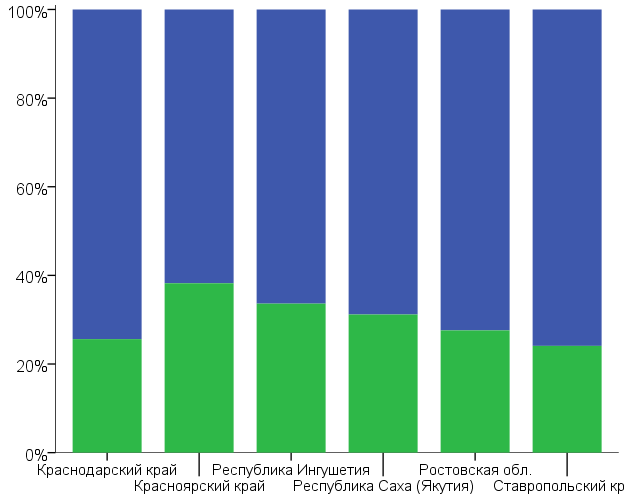 100%
80%
60%
40%
20%
0%
Краснодарский край
Красноярский край
Республика Ингушетия
Республика Саха (Якутия)
Ростовская обл.
Ставропольский кр